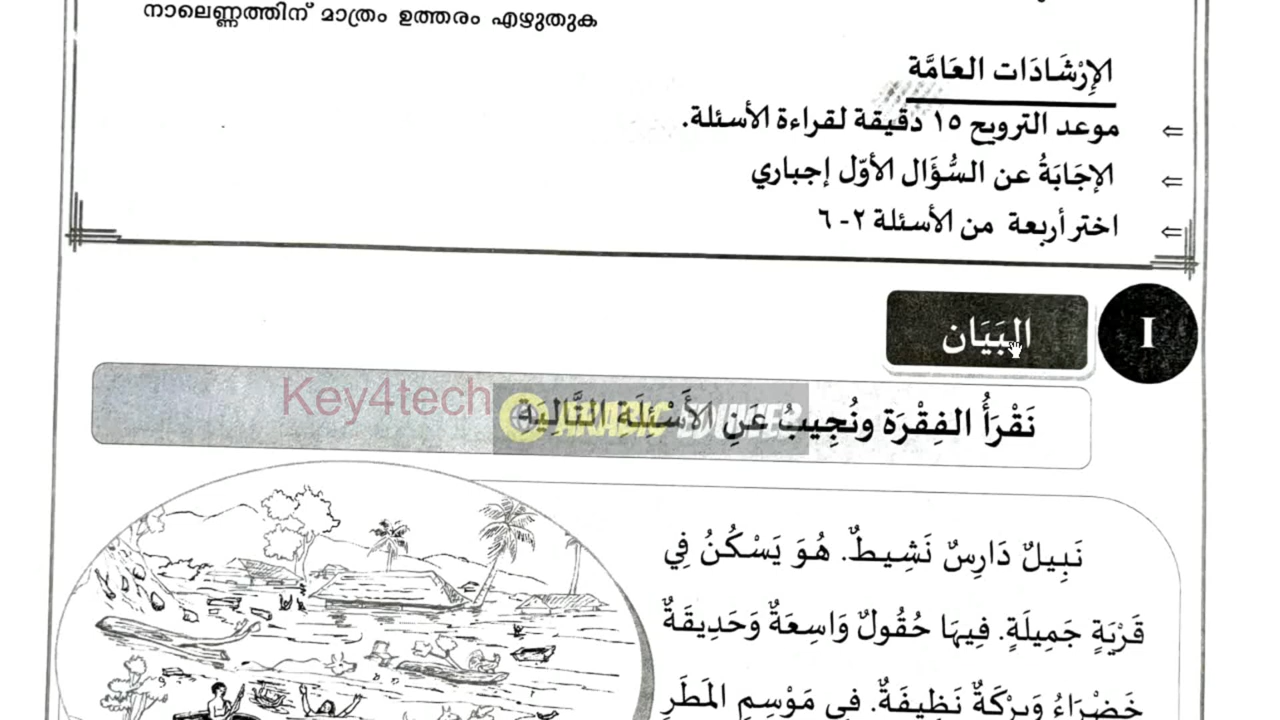 നാലെണ്ണത്തിന് മാത്രം ഉത്തരം എഴുതുക
الإِرْشَادَات العَامَّة
⇐ موعد الترويح ١٥ دقيقة لقراءة الأسئلة.
⇐ الإجَابَةُ عن السُّؤَال الأوّل إجباري
⇐ اختر أربعة من الأسئلة ٢- ٦
I
البَيَان
نَقْرَأُ الفِقْرَة ونُجِيبُ عَنِ الأَسْئِلَةِ التَّالِيَة
Key4tech
ARABIC
نَبِيلٌ دَارِسٌ نَشِيطٌ. هُوَ يَسْكُنُ فِي
قَرْيَةٍ جَمِيلَةٍ. فِيهَا حُقُولٌ وَاسِعَةٌ وَحَدِيقَةٌ
خَضْرَاءُ وَبِرْكَةٌ نَظِيفَةٌ. فِي مَوْسِمِ المَطَرِ